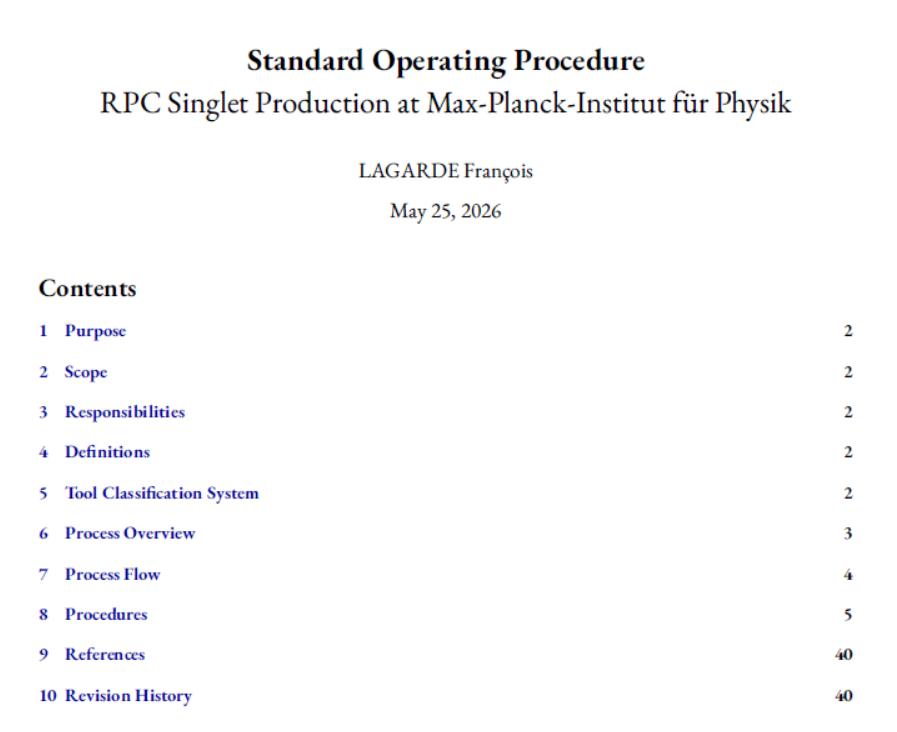 Standard Operating Procedure
RPC Singlet Production at Max-Planck-Institut für Physik
LAGARDE François
May 25, 2026
Contents
1 Purpose 2
2 Scope 2
3 Responsibilities 2
4 Definitions 2
5 Tool Classification System 2
6 Process Overview 3
7 Process Flow 4
8 Procedures 5
9 References 40
10 Revision History 40